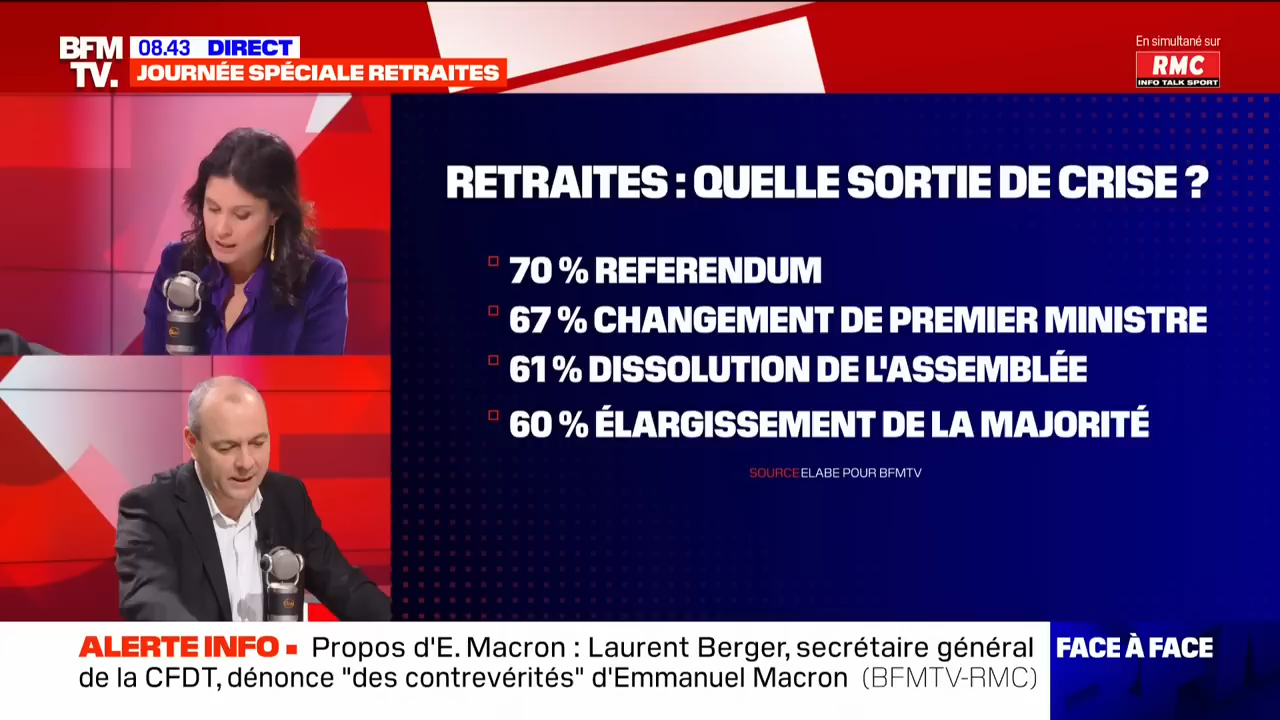 BFM
TV.
08.43 DIRECT
JOURNÉE SPÉCIALE RETRAITES
En simultané sur
RMC
INFO TALK SPORT
RETRAITES : QUELLE SORTIE DE CRISE ?
70 % REFERENDUM
67 % CHANGEMENT DE PREMIER MINISTRE
61 % DISSOLUTION DE L'ASSEMBLÉE
60 % ÉLARGISSEMENT DE LA MAJORITÉ
SOURCE ELABE POUR BFMTV
ALERTE INFO Propos d'E. Macron : Laurent Berger, secrétaire général
de la CFDT, dénonce "des contrevérités" d'Emmanuel Macron (BFMTV-RMC)
FACE À FACE